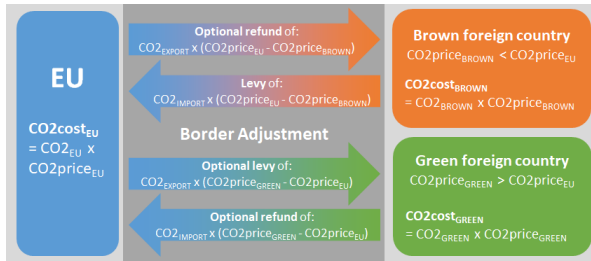 EU
CO2cost_EU
= CO2_EU x
CO2price_EU
Optional refund of:
CO2_EXPORT x (CO2price_EU - CO2price_BROWN)
Levy of:
CO2_IMPORT x (CO2price_EU - CO2price_BROWN)
Border Adjustment
Optional levy of:
CO2_EXPORT x (CO2price_GREEN - CO2price_EU)
Optional refund of:
CO2_IMPORT x (CO2price_GREEN - CO2price_EU)
Brown foreign country
CO2price_BROWN < CO2price_EU
CO2cost_BROWN
= CO2_BROWN x CO2price_BROWN
Green foreign country
CO2price_GREEN > CO2price_EU
CO2cost_GREEN
= CO2_GREEN x CO2price_GREEN